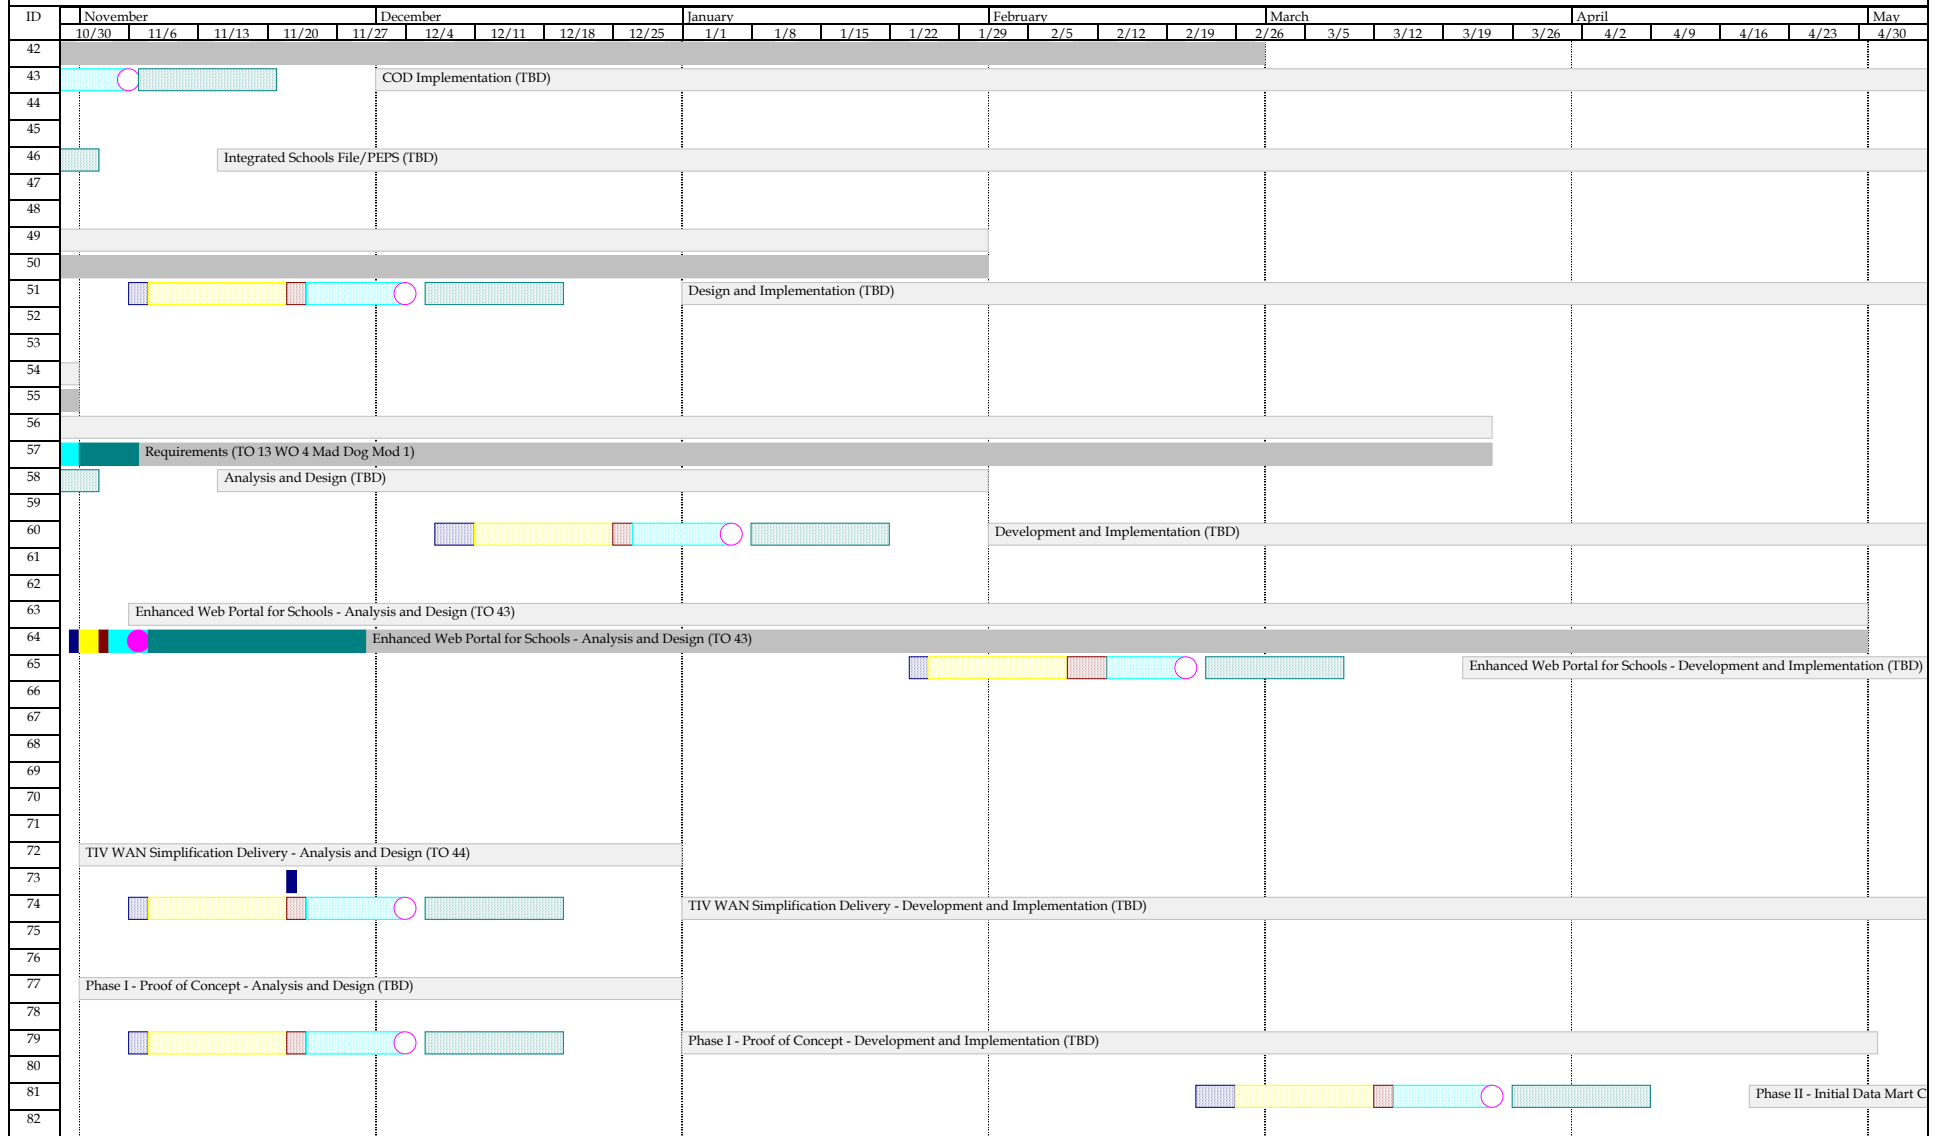 ID November December January February March April May
10/30 11/6 11/13 11/20 11/27 12/4 12/11 12/18 12/25 1/1 1/8 1/15 1/22 1/29 2/5 2/12 2/19 2/26 3/5 3/12 3/19 3/26 4/2 4/9 4/16 4/23 4/30
42
43 COD Implementation (TBD)
44
45
46 Integrated Schools File/PEPS (TBD)
47
48
49
50
51 Design and Implementation (TBD)
52
53
54
55
56
57 Requirements (TO 13 WO 4 Mad Dog Mod 1)
58 Analysis and Design (TBD)
59
60 Development and Implementation (TBD)
61
62
63 Enhanced Web Portal for Schools - Analysis and Design (TO 43)
64 Enhanced Web Portal for Schools - Analysis and Design (TO 43)
65 Enhanced Web Portal for Schools - Development and Implementation (TBD)
66
67
68
69
70
71
72 TIV WAN Simplification Delivery - Analysis and Design (TO 44)
73
74 TIV WAN Simplification Delivery - Development and Implementation (TBD)
75
76
77 Phase I - Proof of Concept - Analysis and Design (TBD)
78
79 Phase I - Proof of Concept - Development and Implementation (TBD)
80
81 Phase II - Initial Data Mart C
82